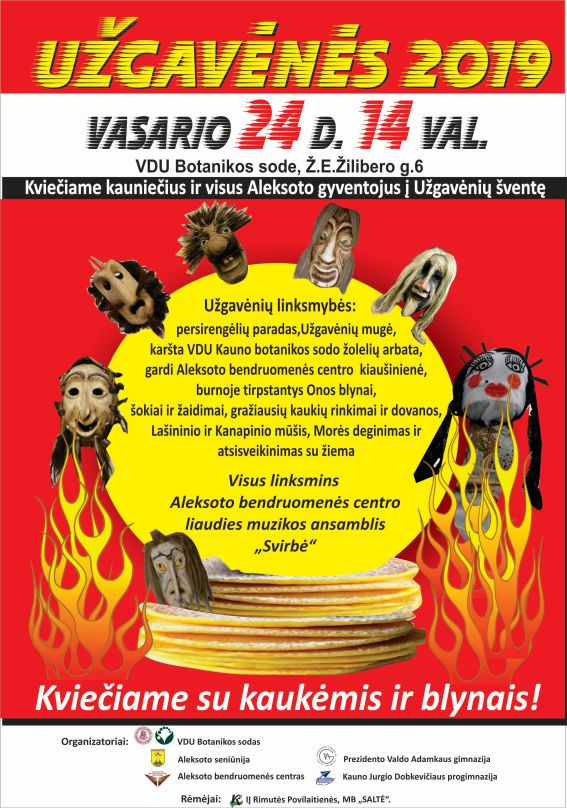 UŽGAVĖNĖS 2019
VASARIO 24 D. 14 VAL.
VDU Botanikos sode, Ž.E.Žilibero g.6
Kviečiame kauniečius ir visus Aleksoto gyventojus į Užgavėnių šventę
Užgavėnių linksmybės:
persirengėlių paradas,Užgavėnių mugė,
karšta VDU Kauno botanikos sodo žolelių arbata,
gardi Aleksoto bendruomenės centro kiaušinienė,
burnoje tirpstantys Onos blynai,
šokiai ir žaidimai, gražiausių kaukių rinkimai ir dovanos,
Lašininio ir Kanapinio mūšis, Morės deginimas ir
atsisveikinimas su žiema
Visus linksmins
Aleksoto bendruomenės centro
liaudies muzikos ansamblis
„Svirbė“
Kviečiame su kaukėmis ir blynais!
Organizatoriai: VDU Botanikos sodas
Aleksoto seniūnija
Prezidento Valdo Adamkaus gimnazija
Aleksoto bendruomenės centras
Kauno Jurgio Dobkevičiaus progimnazija
Rėmėjai: IĮ Rimutės Povilaitienės, MB „SALTĖ“.